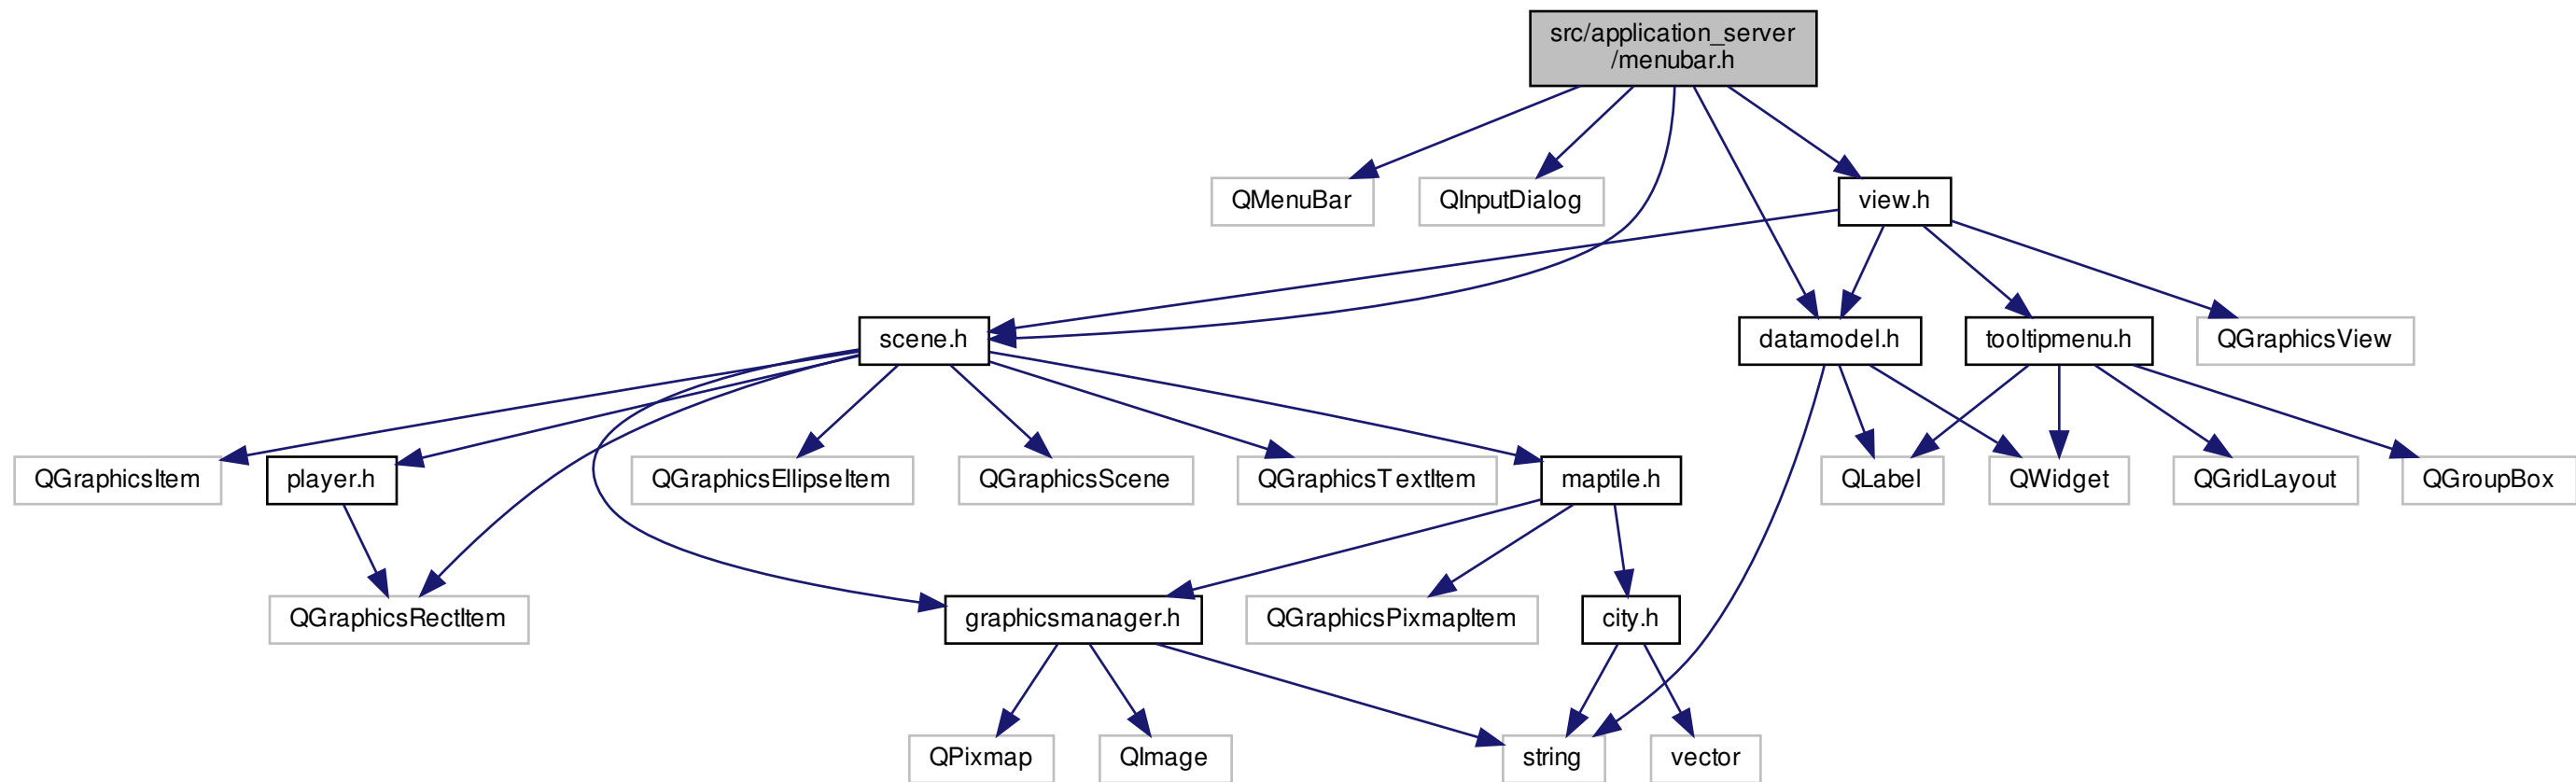 src/application_server
/menubar.h
QMenuBar
QInputDialog
view.h
scene.h
datamodel.h
tooltipmenu.h
QGraphicsView
QGraphicsItem
player.h
QGraphicsEllipseItem
QGraphicsScene
QGraphicsTextItem
maptile.h
QLabel
QWidget
QGridLayout
QGroupBox
QGraphicsRectItem
graphicsmanager.h
QGraphicsPixmapItem
city.h
QPixmap
QImage
string
vector